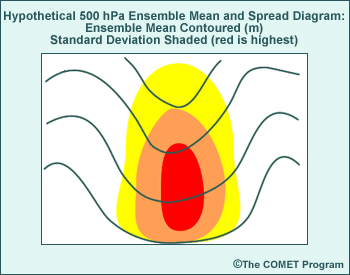 Hypothetical 500 hPa Ensemble Mean and Spread Diagram:
Ensemble Mean Contoured (m)
Standard Deviation Shaded (red is highest)
©The COMET Program